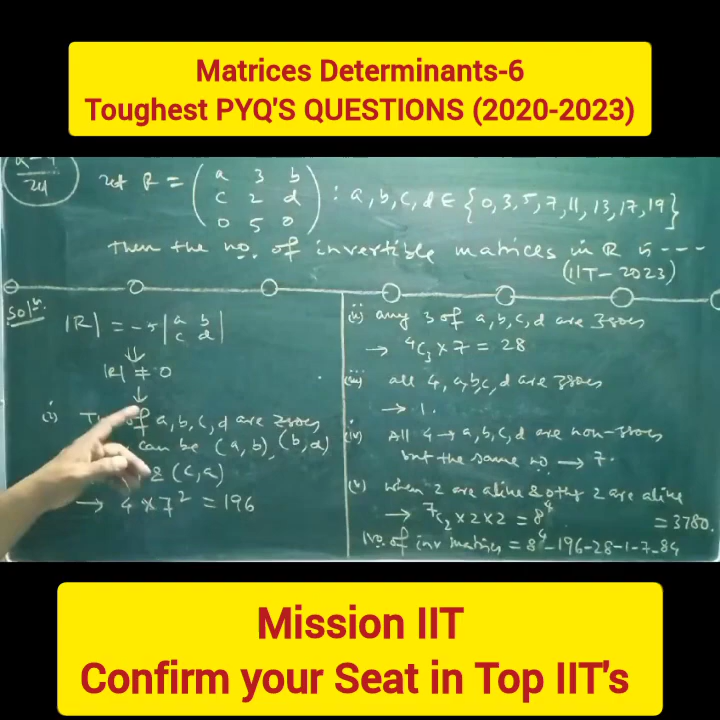 Matrices Determinants-6
Toughest PYQ'S QUESTIONS (2020-2023)
Let R = ( a 3 b
c 2 d
0 5 0 ) : a, b, c, d ∈ {0, 3, 5, 7, 11, 13, 17, 19}
Then the no. of invertible matrices in R is ---
(IIT-2023)
Solⁿ.
|R| = -5 | a b
c d |
⇓
|R| ≠ 0
↓
(i) of a, b, c, d are zeroes
can be (a, b), (b, d)
& (c, a)
→ 4 × 7² = 196
(ii) any 3 of a, b, c, d are zeroes
→ ⁴C₃ × 7 = 28
(iii) all 4, a, b, c, d are zeroes
→ 1.
(iv) All 4 → a, b, c, d are non-zeroes
but the same no. → 7.
(v) when 2 are alike & other 2 are alike
→ ⁷C₂ × 2 × 2 = 84
= 3780.
No. of inv matrices = 8⁴ - 196 - 28 - 1 - 7 - 84
Mission IIT
Confirm your Seat in Top IIT's